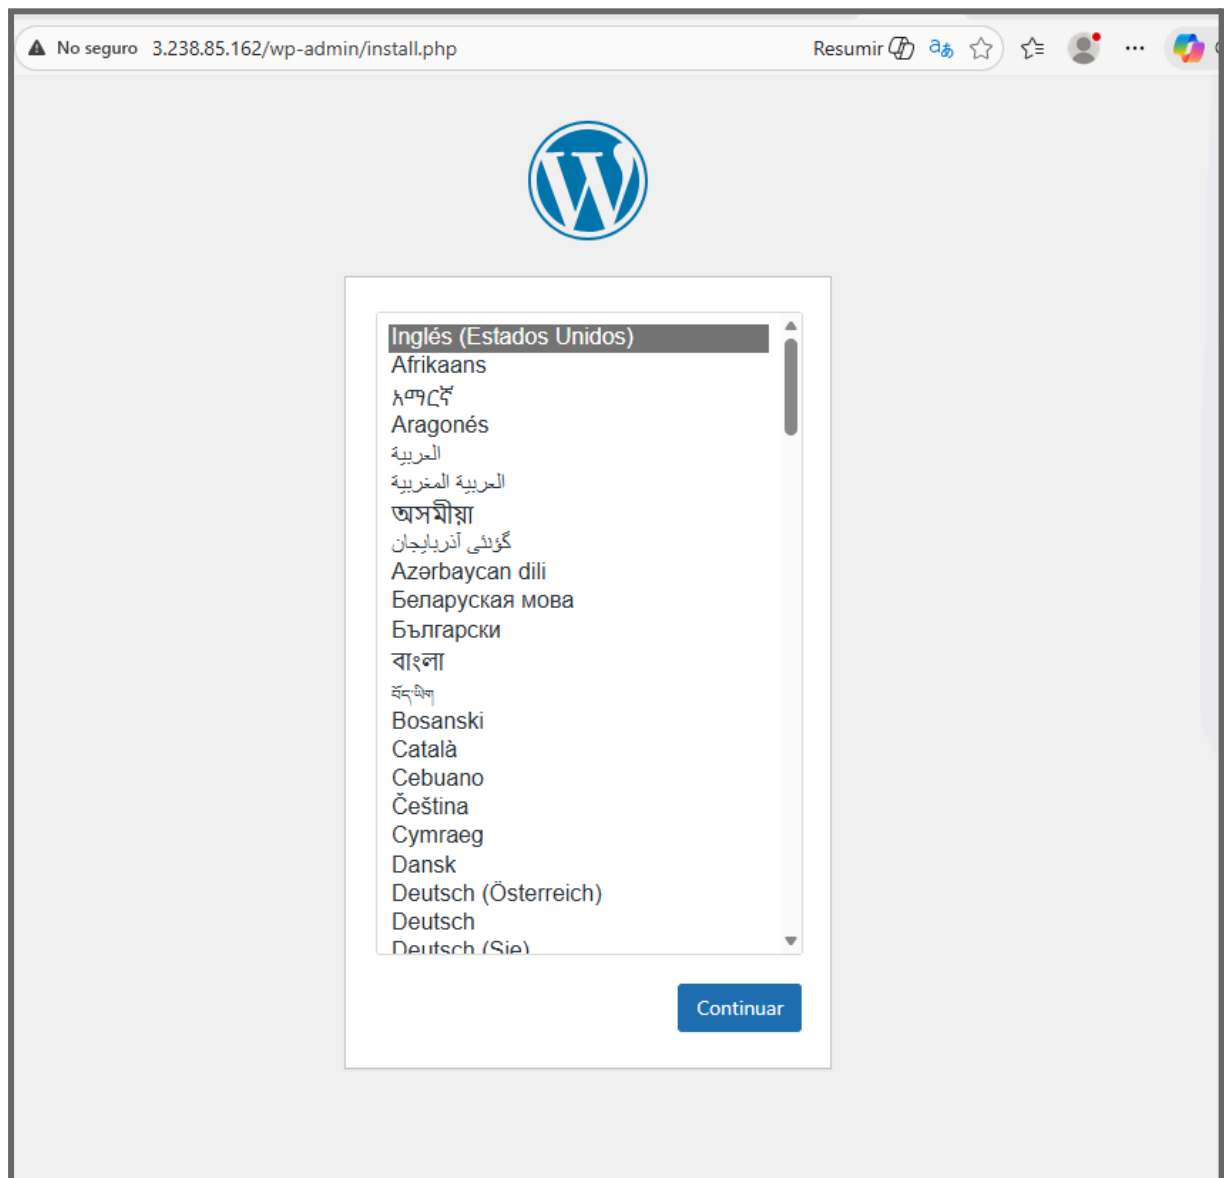 No seguro 3.238.85.162/wp-admin/install.php Resumir
Inglés (Estados Unidos)
Afrikaans
አማርኛ
Aragonés
العربية
العربية المغربية
অসমীয়া
گؤنئی آذربایجان
Azərbaycan dili
Беларуская мова
Български
বাংলা
བོད་ཡིག
Bosanski
Català
Cebuano
Čeština
Cymraeg
Dansk
Deutsch (Österreich)
Deutsch
Deutsch (Sie)
Continuar